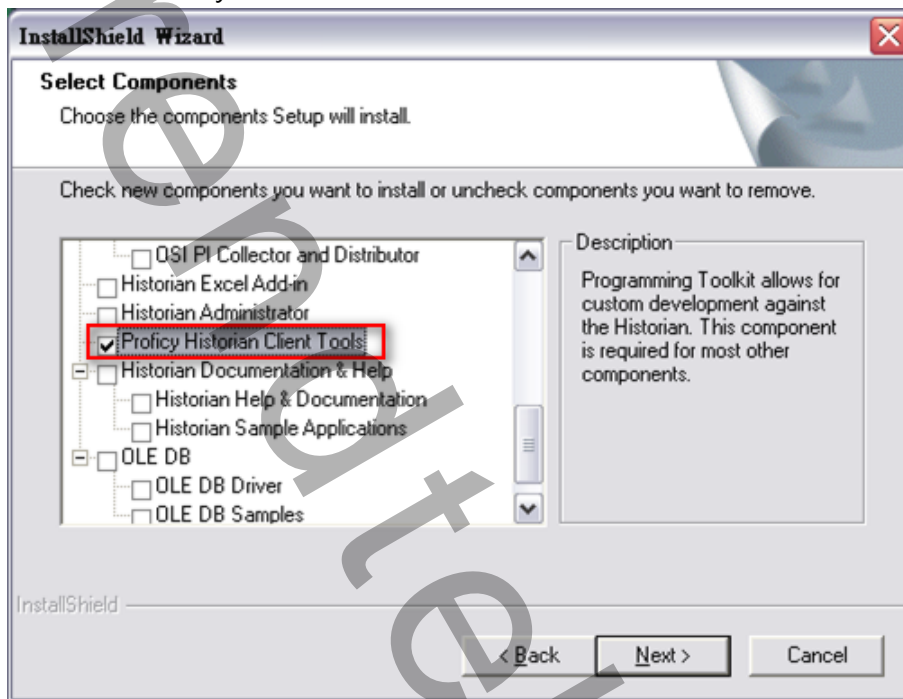 InstallShield Wizard
Select Components
Choose the components Setup will install.
Check new components you want to install or uncheck components you want to remove.
OSI PI Collector and Distributor
Historian Excel Add-in
Historian Administrator
Proficy Historian Client Tools
Historian Documentation & Help
Historian Help & Documentation
Historian Sample Applications
OLE DB
OLE DB Driver
OLE DB Samples
Description
Programming Toolkit allows for
custom development against
the Historian. This component
is required for most other
components.
InstallShield
< Back
Next >
Cancel